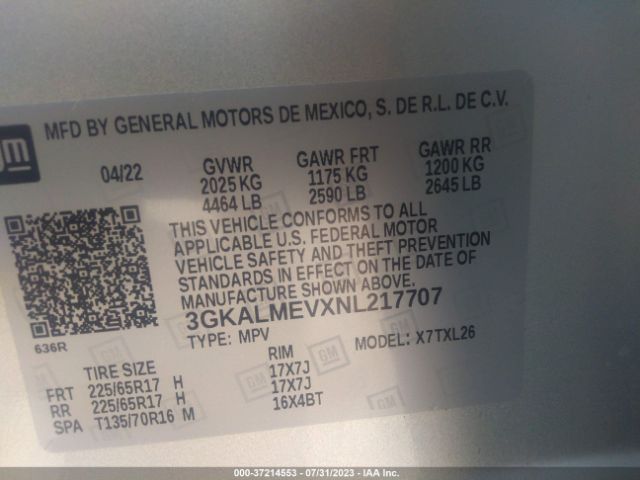 MFD BY GENERAL MOTORS DE MEXICO, S. DE R.L. DE C.V.
GM
04/22 GVWR GAWR FRT GAWR RR
2025 KG 1175 KG 1200 KG
4464 LB 2590 LB 2645 LB
THIS VEHICLE CONFORMS TO ALL
APPLICABLE U.S. FEDERAL MOTOR
VEHICLE SAFETY AND THEFT PREVENTION
STANDARDS IN EFFECT ON THE DATE OF
MANUFACTURE SHOWN ABOVE.
3GKALMEVXNL217707
636R
TYPE: MPV MODEL: X7TXL26
TIRE SIZE RIM
FRT 225/65R17 H 17X7J
RR 225/65R17 H 17X7J
SPA T135/70R16 M 16X4BT
000-37214553 - 07/31/2023 - IAA Inc.